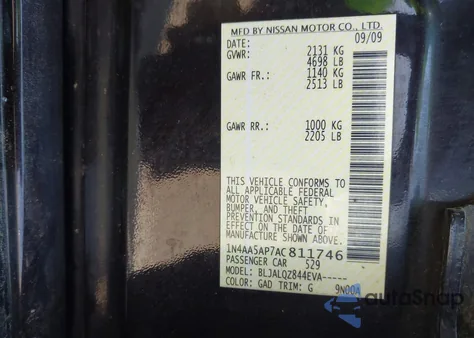 MFD BY NISSAN MOTOR CO., LTD.
DATE: 09/09
GVWR: 2131 KG
4698 LB
GAWR FR.: 1140 KG
2513 LB
GAWR RR.: 1000 KG
2205 LB
THIS VEHICLE CONFORMS TO
ALL APPLICABLE FEDERAL
MOTOR VEHICLE SAFETY,
BUMPER, AND THEFT
PREVENTION STANDARDS IN
EFFECT ON THE DATE OF
MANUFACTURE SHOWN ABOVE.
1N4AA5AP7AC811746
PASSENGER CAR 529
MODEL: BLJALQZ844EVA-----
COLOR: GAD TRIM: G 9N00A
autoSnap